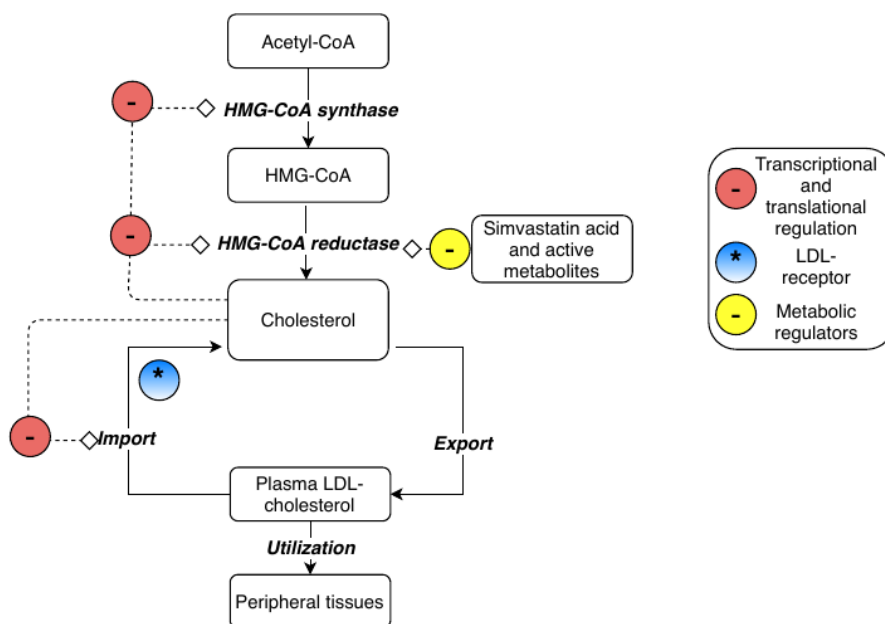 Acetyl-CoA
-
HMG-CoA synthase
HMG-CoA
-
HMG-CoA reductase
-
Simvastatin acid
and active
metabolites
Cholesterol
*
-
Import
Export
Plasma LDL-
cholesterol
Utilization
Peripheral tissues
-
Transcriptional
and
translational
regulation
*
LDL-
receptor
-
Metabolic
regulators